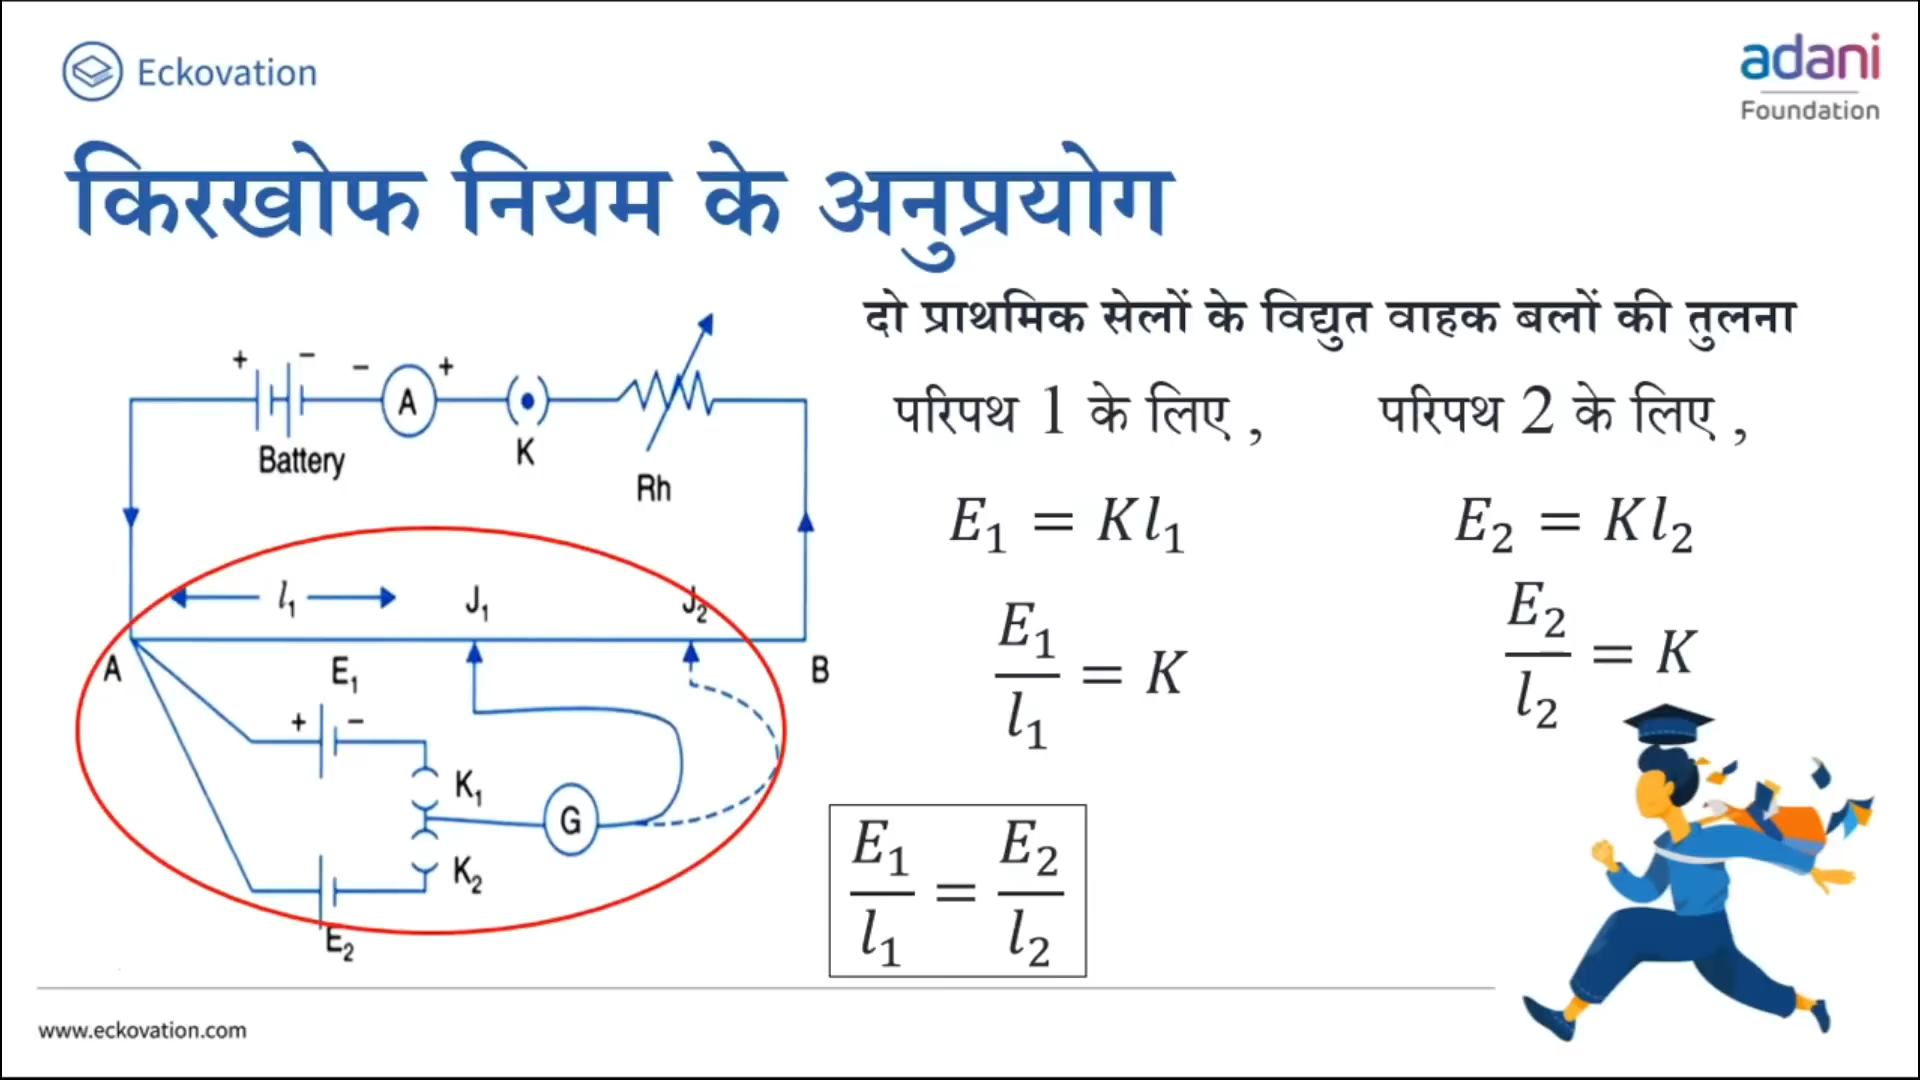 Eckovation
adani
Foundation
किरखोफ नियम के अनुप्रयोग
दो प्राथमिक सेलों के विद्युत वाहक बलों की तुलना
परिपथ 1 के लिए , परिपथ 2 के लिए ,
E₁ = Kl₁ E₂ = Kl₂
E₁/l₁ = K E₂/l₂ = K
E₁/l₁ = E₂/l₂
+ − − A +
Battery K Rh
l₁ J₁ J₂
A E₁ B
+ −
K₁
G
K₂
E₂
www.eckovation.com